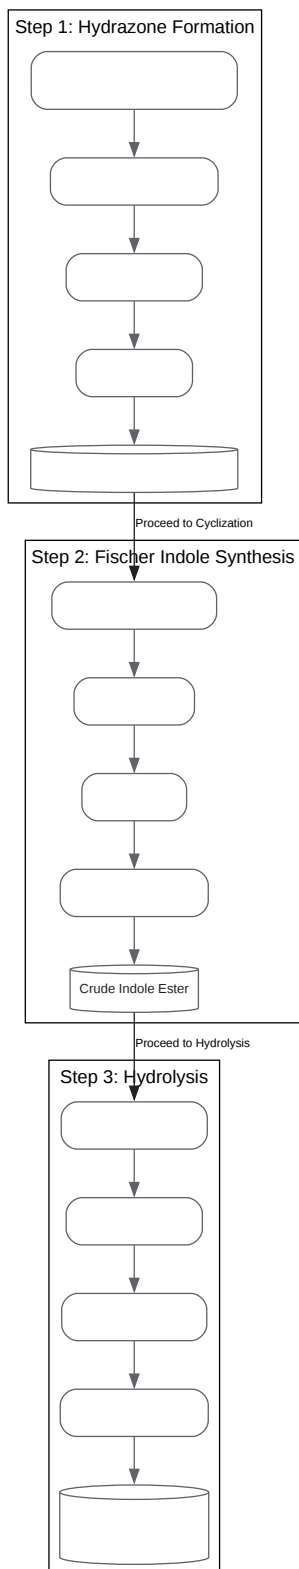 Step 1: Hydrazone Formation
Proceed to Cyclization
Step 2: Fischer Indole Synthesis
Crude Indole Ester
Proceed to Hydrolysis
Step 3: Hydrolysis